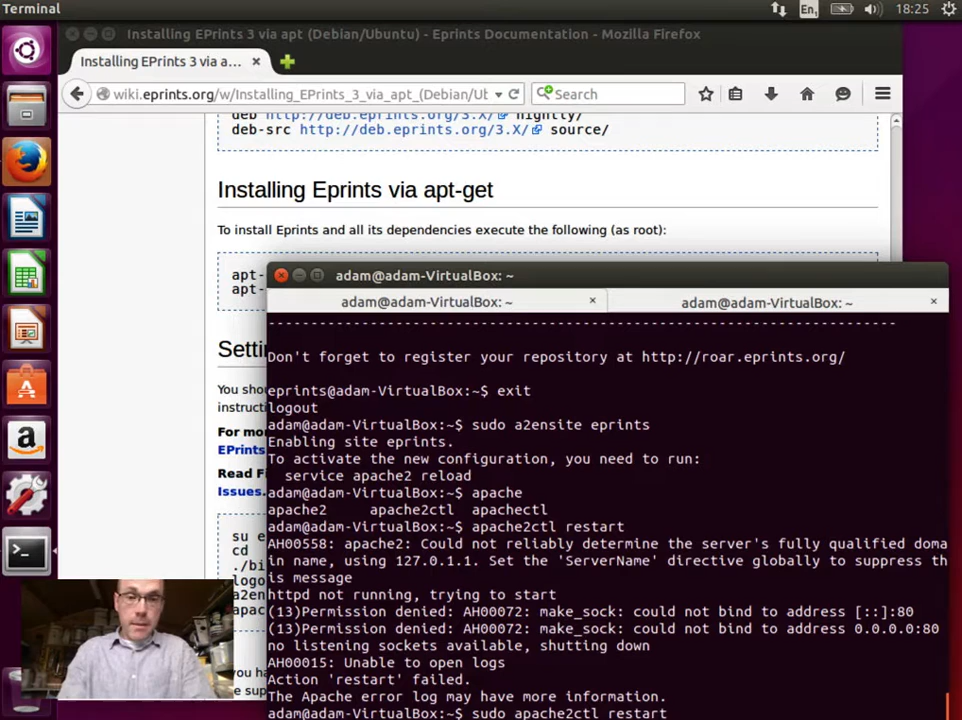 Terminal
En1
18:25
Installing EPrints 3 via apt (Debian/Ubuntu) - Eprints Documentation - Mozilla Firefox
Installing EPrints 3 via a...
wiki.eprints.org/w/Installing_EPrints_3_via_apt_(Debian/Ubt
Search
deb http://deb.eprints.org/3.X/ nightly/
deb-src http://deb.eprints.org/3.X/ source/
Installing Eprints via apt-get
To install Eprints and all its dependencies execute the following (as root):
apt-
apt-
Setti
You shou
instructi
For mor
EPrints
Read Fi
Issues.
su e
cd
./bi
logo
a2en
apac
you ha
e sup
adam@adam-VirtualBox: ~
adam@adam-VirtualBox: ~
adam@adam-VirtualBox: ~
--------------------------------------------------------------------------
Don't forget to register your repository at http://roar.eprints.org/
eprints@adam-VirtualBox:~$ exit
logout
adam@adam-VirtualBox:~$ sudo a2ensite eprints
Enabling site eprints.
To activate the new configuration, you need to run:
service apache2 reload
adam@adam-VirtualBox:~$ apache
apache2 apache2ctl apachectl
adam@adam-VirtualBox:~$ apache2ctl restart
AH00558: apache2: Could not reliably determine the server's fully qualified doma
in name, using 127.0.1.1. Set the 'ServerName' directive globally to suppress th
is message
httpd not running, trying to start
(13)Permission denied: AH00072: make_sock: could not bind to address [::]:80
(13)Permission denied: AH00072: make_sock: could not bind to address 0.0.0.0:80
no listening sockets available, shutting down
AH00015: Unable to open logs
Action 'restart' failed.
The Apache error log may have more information.
adam@adam-VirtualBox:~$ sudo apache2ctl restart